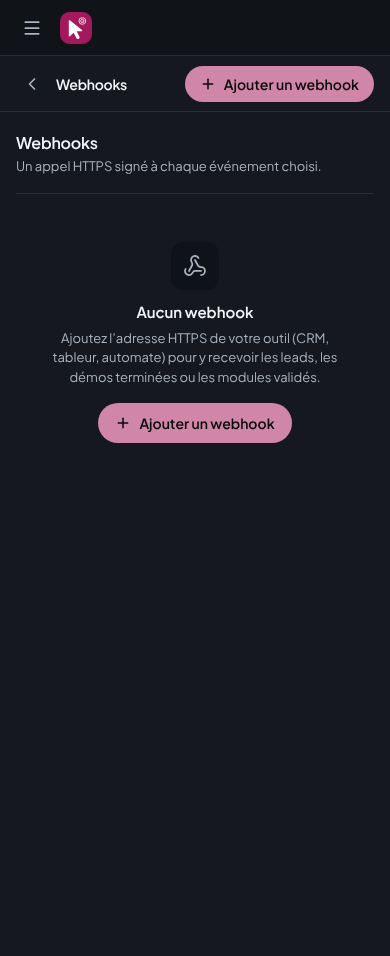 Webhooks
Ajouter un webhook
Webhooks
Un appel HTTPS signé à chaque événement choisi.
Aucun webhook
Ajoutez l'adresse HTTPS de votre outil (CRM,
tableur, automate) pour y recevoir les leads, les
démos terminées ou les modules validés.
Ajouter un webhook